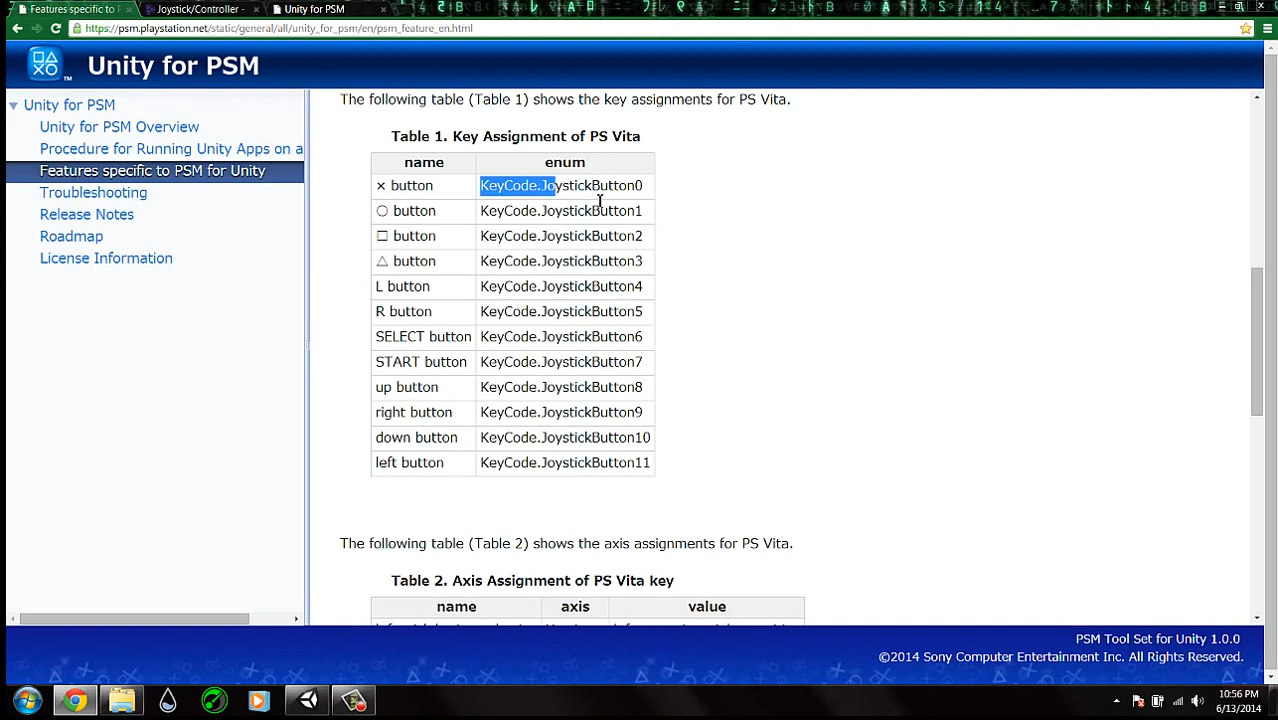 Features specific to P
Joystick/Controller -
Unity for PSM
https://psm.playstation.net/static/general/all/unity_for_psm/en/psm_feature_en.html
Unity for PSM
Unity for PSM
Unity for PSM Overview
Procedure for Running Unity Apps on a
Features specific to PSM for Unity
Troubleshooting
Release Notes
Roadmap
License Information
The following table (Table 1) shows the key assignments for PS Vita.
Table 1. Key Assignment of PS Vita
name enum
× button KeyCode.JoystickButton0
○ button KeyCode.JoystickButton1
□ button KeyCode.JoystickButton2
△ button KeyCode.JoystickButton3
L button KeyCode.JoystickButton4
R button KeyCode.JoystickButton5
SELECT button KeyCode.JoystickButton6
START button KeyCode.JoystickButton7
up button KeyCode.JoystickButton8
right button KeyCode.JoystickButton9
down button KeyCode.JoystickButton10
left button KeyCode.JoystickButton11
The following table (Table 2) shows the axis assignments for PS Vita.
Table 2. Axis Assignment of PS Vita key
name axis value
PSM Tool Set for Unity 1.0.0
©2014 Sony Computer Entertainment Inc. All Rights Reserved.
10:56 PM
6/13/2014